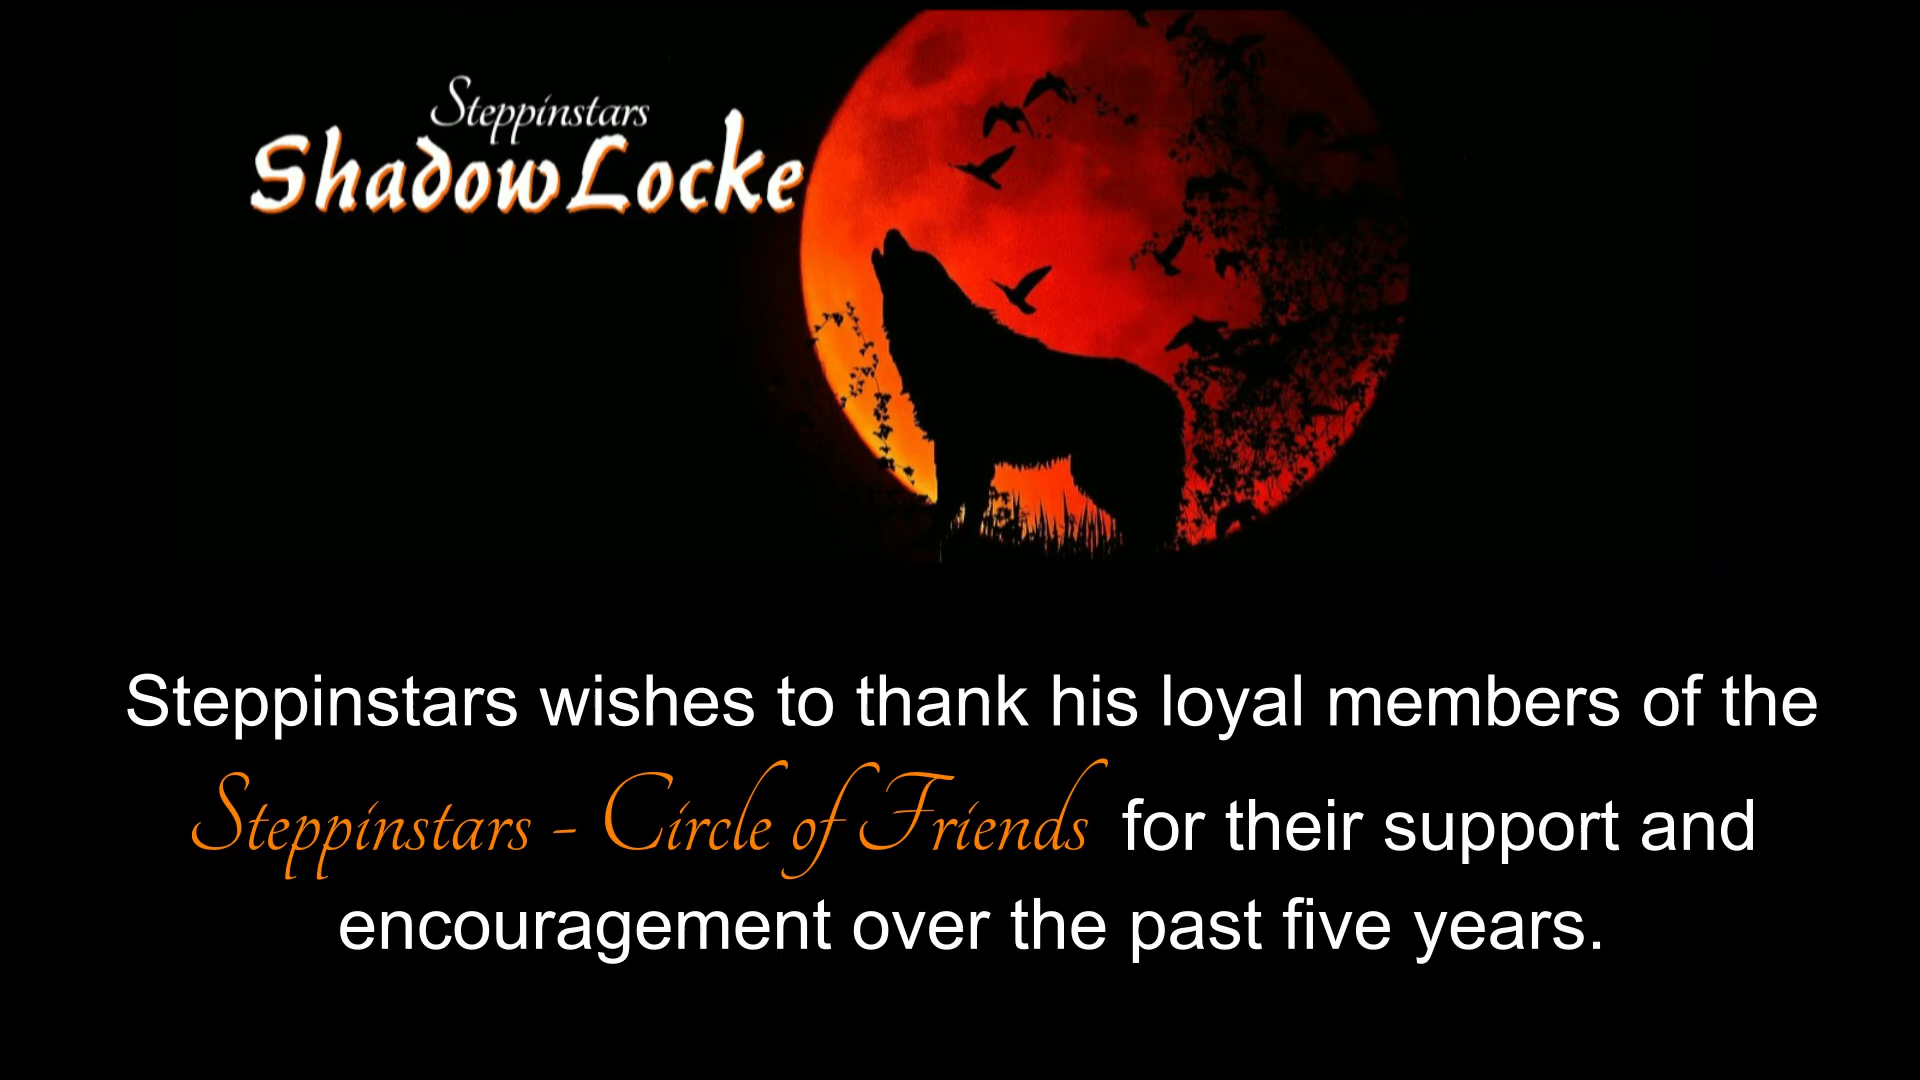 Steppinstars
ShadowLocke
Steppinstars wishes to thank his loyal members of the
Steppinstars - Circle of Friends for their support and
encouragement over the past five years.